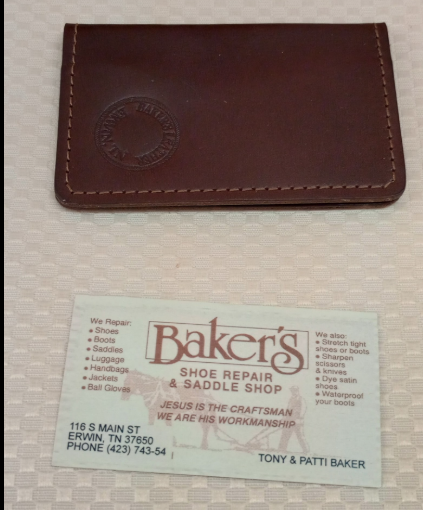 BAKER'S LEATHER
We Repair:
• Shoes
• Boots
• Saddles
• Luggage
• Handbags
• Jackets
• Ball Gloves
Baker's
SHOE REPAIR
& SADDLE SHOP
JESUS IS THE CRAFTSMAN
WE ARE HIS WORKMANSHIP
We also:
• Stretch tight
shoes or boots
• Sharpen
scissors
& knives
• Dye satin
shoes
• Waterproof
your boots
116 S MAIN ST
ERWIN, TN 37650
PHONE (423) 743-54
TONY & PATTI BAKER